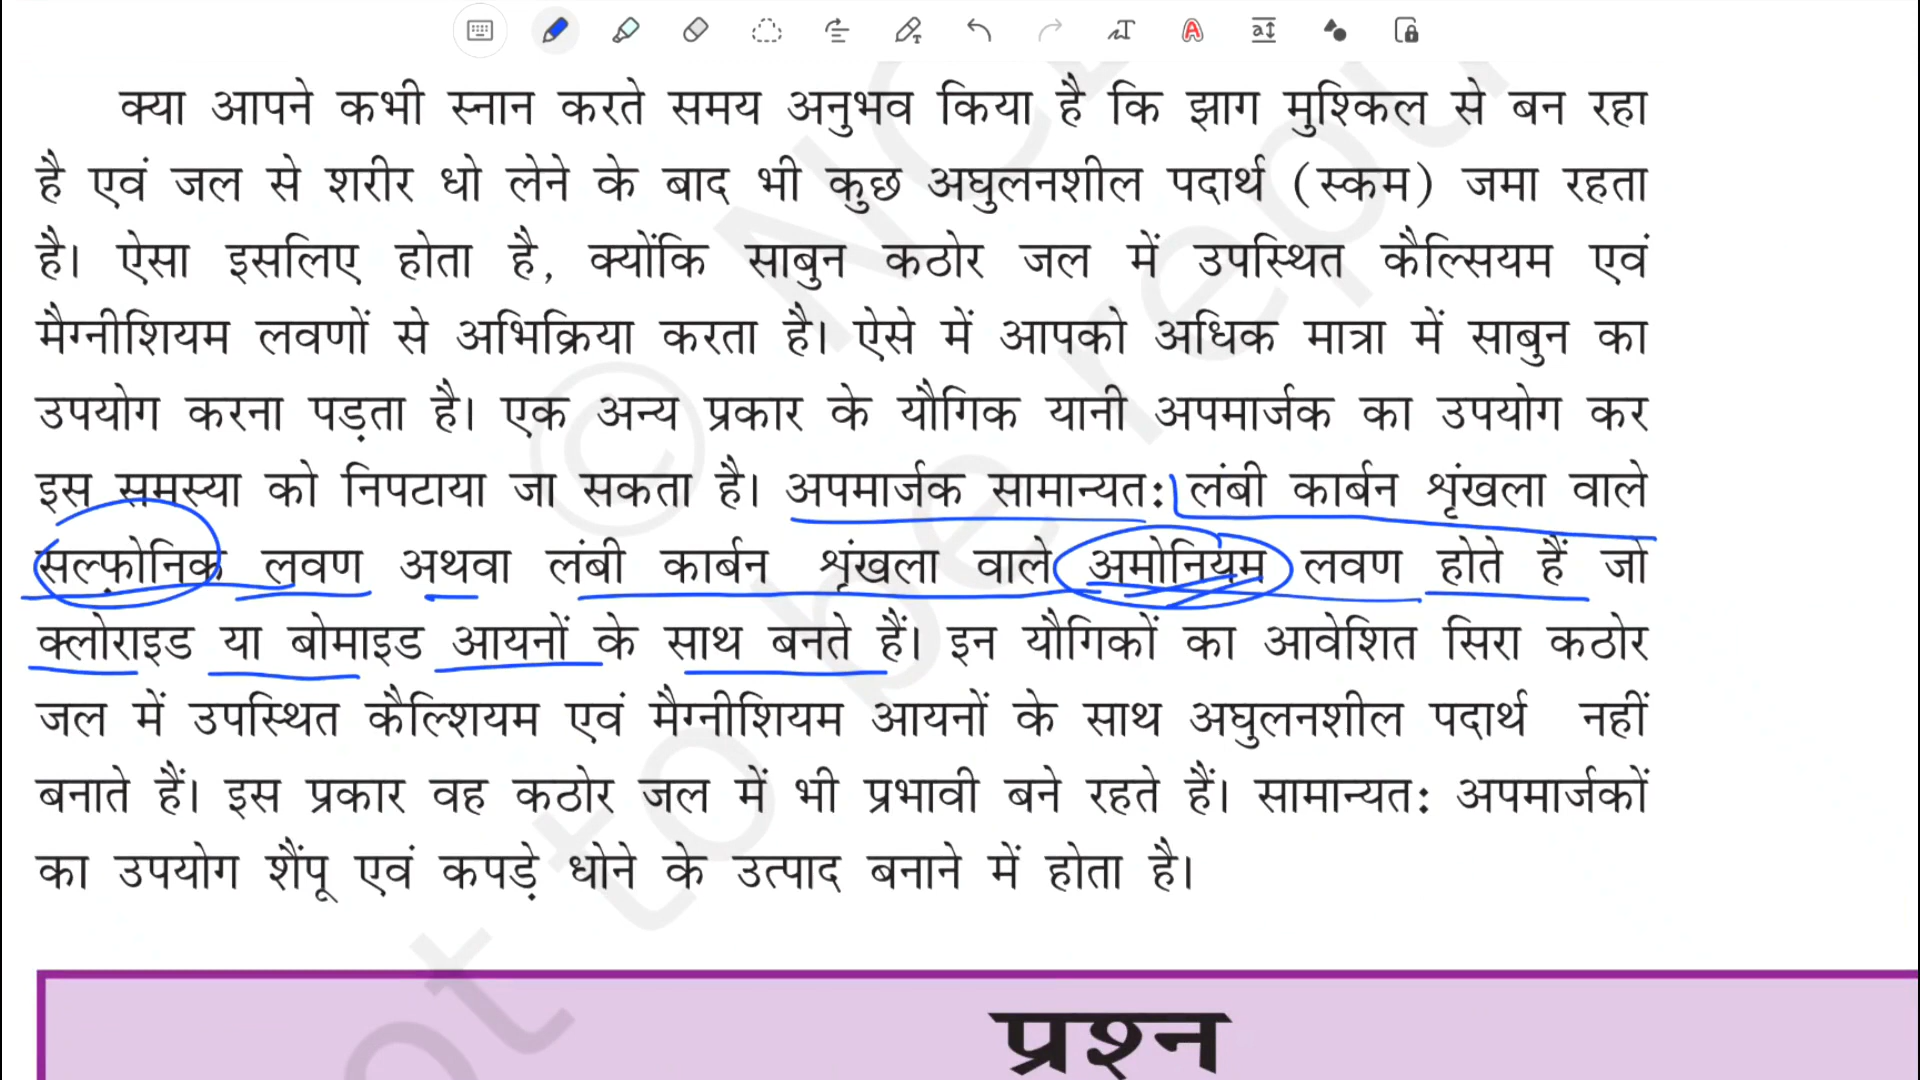 क्या आपने कभी स्नान करते समय अनुभव किया है कि झाग मुश्किल से बन रहा
है एवं जल से शरीर धो लेने के बाद भी कुछ अघुलनशील पदार्थ (स्कम) जमा रहता
है। ऐसा इसलिए होता है, क्योंकि साबुन कठोर जल में उपस्थित कैल्सियम एवं
मैग्नीशियम लवणों से अभिक्रिया करता है। ऐसे में आपको अधिक मात्रा में साबुन का
उपयोग करना पड़ता है। एक अन्य प्रकार के यौगिक यानी अपमार्जक का उपयोग कर
इस समस्या को निपटाया जा सकता है। अपमार्जक सामान्यतः लंबी कार्बन शृंखला वाले
सल्फ़ोनिक लवण अथवा लंबी कार्बन शृंखला वाले अमोनियम लवण होते हैं जो
क्लोराइड या बोमाइड आयनों के साथ बनते हैं। इन यौगिकों का आवेशित सिरा कठोर
जल में उपस्थित कैल्शियम एवं मैग्नीशियम आयनों के साथ अघुलनशील पदार्थ नहीं
बनाते हैं। इस प्रकार वह कठोर जल में भी प्रभावी बने रहते हैं। सामान्यतः अपमार्जकों
का उपयोग शैंपू एवं कपड़े धोने के उत्पाद बनाने में होता है।
प्रश्न